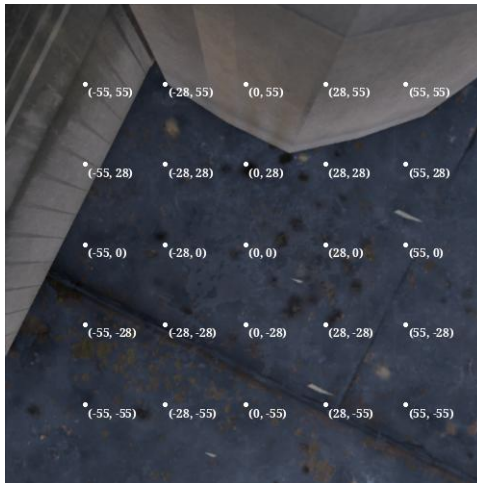 (-55, 55) (-28, 55) (0, 55) (28, 55) (55, 55)
(-55, 28) (-28, 28) (0, 28) (28, 28) (55, 28)
(-55, 0) (-28, 0) (0, 0) (28, 0) (55, 0)
(-55, -28) (-28, -28) (0, -28) (28, -28) (55, -28)
(-55, -55) (-28, -55) (0, -55) (28, -55) (55, -55)